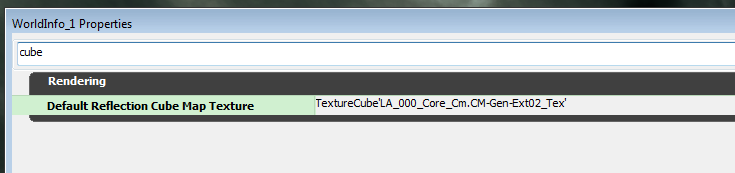 WorldInfo_1 Properties
cube
Rendering
Default Reflection Cube Map Texture TextureCube'LA_000_Core_Cm.CM-Gen-Ext02_Tex'